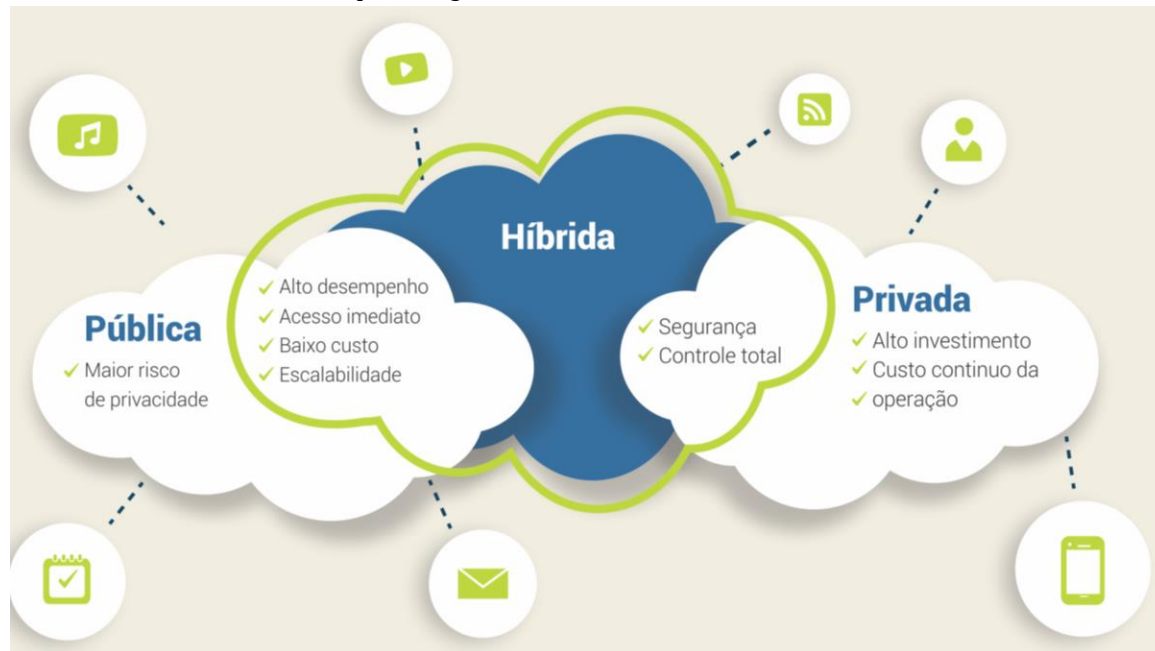 Híbrida
Pública
✓ Maior risco
de privacidade
✓ Alto desempenho
✓ Acesso imediato
✓ Baixo custo
✓ Escalabilidade
✓ Segurança
✓ Controle total
Privada
✓ Alto investimento
✓ Custo continuo da
✓ operação